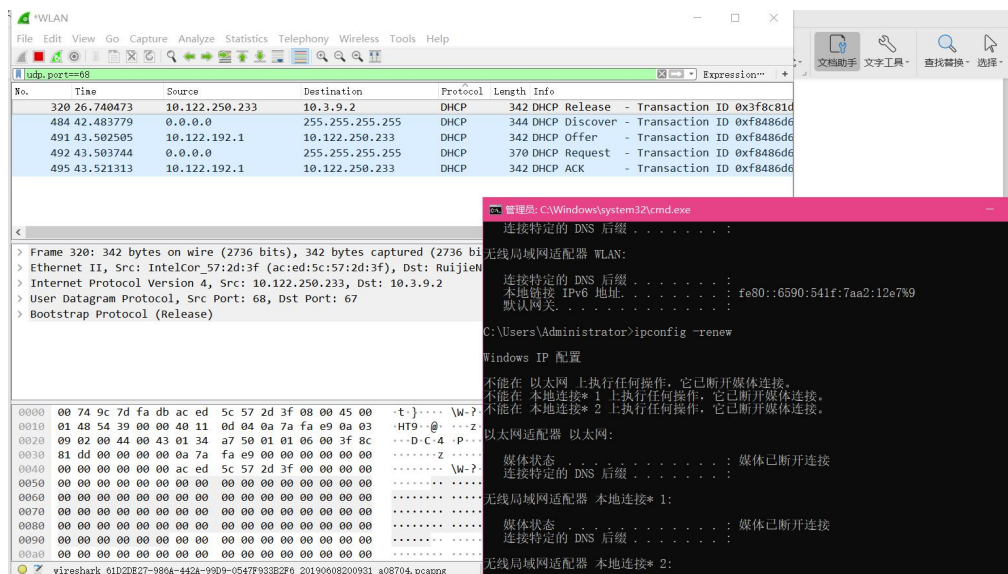 *WLAN
File Edit View Go Capture Analyze Statistics Telephony Wireless Tools Help
文档助手 文字工具 查找替换 选择
udp.port==68 Expression… +
No. Time Source Destination Protocol Length Info
320 26.740473 10.122.250.233 10.3.9.2 DHCP 342 DHCP Release - Transaction ID 0x3f8c81d
484 42.483779 0.0.0.0 255.255.255.255 DHCP 344 DHCP Discover - Transaction ID 0xf8486d6
491 43.502505 10.122.192.1 10.122.250.233 DHCP 342 DHCP Offer - Transaction ID 0xf8486d6
492 43.503744 0.0.0.0 255.255.255.255 DHCP 370 DHCP Request - Transaction ID 0xf8486d6
495 43.521313 10.122.192.1 10.122.250.233 DHCP 342 DHCP ACK - Transaction ID 0xf8486d6
> Frame 320: 342 bytes on wire (2736 bits), 342 bytes captured (2736 bi
> Ethernet II, Src: IntelCor_57:2d:3f (ac:ed:5c:57:2d:3f), Dst: RuijieN
> Internet Protocol Version 4, Src: 10.122.250.233, Dst: 10.3.9.2
> User Datagram Protocol, Src Port: 68, Dst Port: 67
> Bootstrap Protocol (Release)
0000 00 74 9c 7d fa db ac ed 5c 57 2d 3f 08 00 45 00 ·t·}···· \W-?·
0010 01 48 54 39 00 00 40 11 0d 04 0a 7a fa e9 0a 03 ·HT9··@· ···z·
0020 09 02 00 44 00 43 01 34 a7 50 01 01 06 00 3f 8c ···D·C·4 ·P···
0030 81 dd 00 00 00 00 0a 7a fa e9 00 00 00 00 00 00 ·······z ·····
0040 00 00 00 00 00 00 ac ed 5c 57 2d 3f 00 00 00 00 ········ \W-?·
0050 00 00 00 00 00 00 00 00 00 00 00 00 00 00 00 00 ········ ·····
0060 00 00 00 00 00 00 00 00 00 00 00 00 00 00 00 00 ········ ·····
0070 00 00 00 00 00 00 00 00 00 00 00 00 00 00 00 00 ········ ·····
0080 00 00 00 00 00 00 00 00 00 00 00 00 00 00 00 00 ········ ·····
0090 00 00 00 00 00 00 00 00 00 00 00 00 00 00 00 00 ········ ·····
00a0 00 00 00 00 00 00 00 00 00 00 00 00 00 00 00 00 ········ ·····
wireshark_61D2DE27-986A-442A-99D9-0547F933B2F6_20190608200931_a08704.pcapng
管理员: C:\Windows\system32\cmd.exe
连接特定的 DNS 后缀 . . . . . . . :
无线局域网适配器 WLAN:
连接特定的 DNS 后缀 . . . . . . . :
本地链接 IPv6 地址. . . . . . . . : fe80::6590:541f:7aa2:12e7%9
默认网关. . . . . . . . . . . . . :
C:\Users\Administrator>ipconfig -renew
Windows IP 配置
不能在 以太网 上执行任何操作，它已断开媒体连接。
不能在 本地连接* 1 上执行任何操作，它已断开媒体连接。
不能在 本地连接* 2 上执行任何操作，它已断开媒体连接。
以太网适配器 以太网:
媒体状态 . . . . . . . . . . . . : 媒体已断开连接
连接特定的 DNS 后缀 . . . . . . . :
无线局域网适配器 本地连接* 1:
媒体状态 . . . . . . . . . . . . : 媒体已断开连接
连接特定的 DNS 后缀 . . . . . . . :
无线局域网适配器 本地连接* 2: